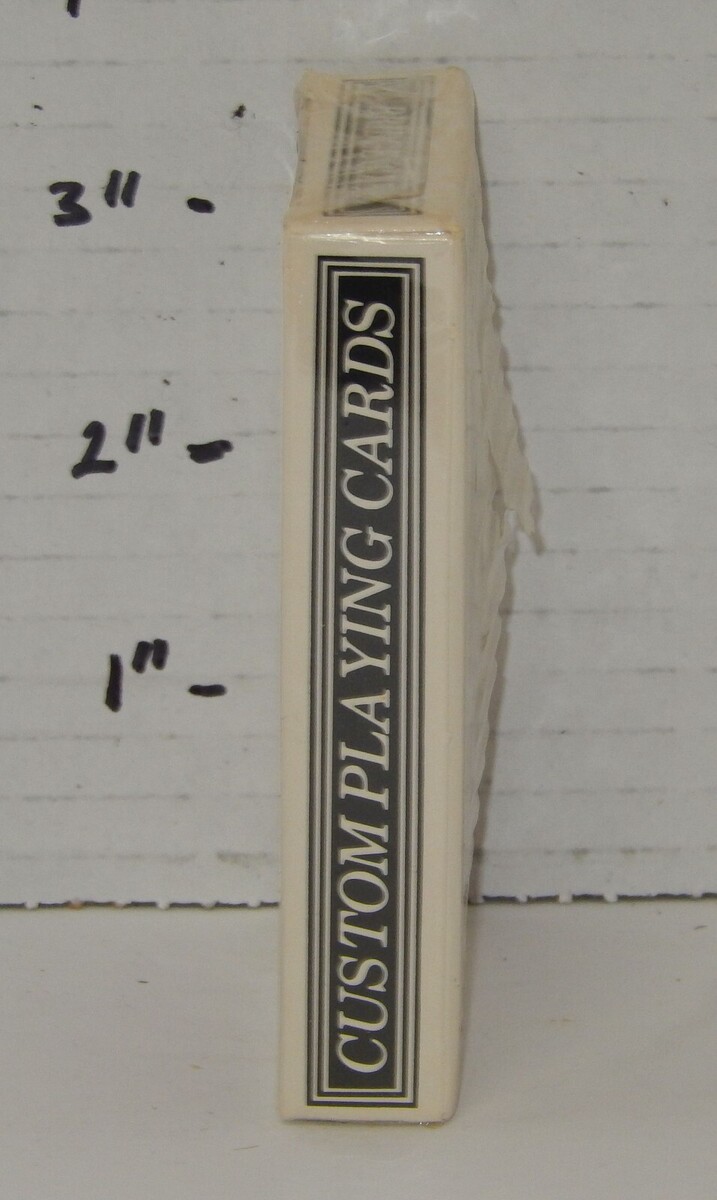 3" -
2" -
1" -
CUSTOM PLAYING CARDS